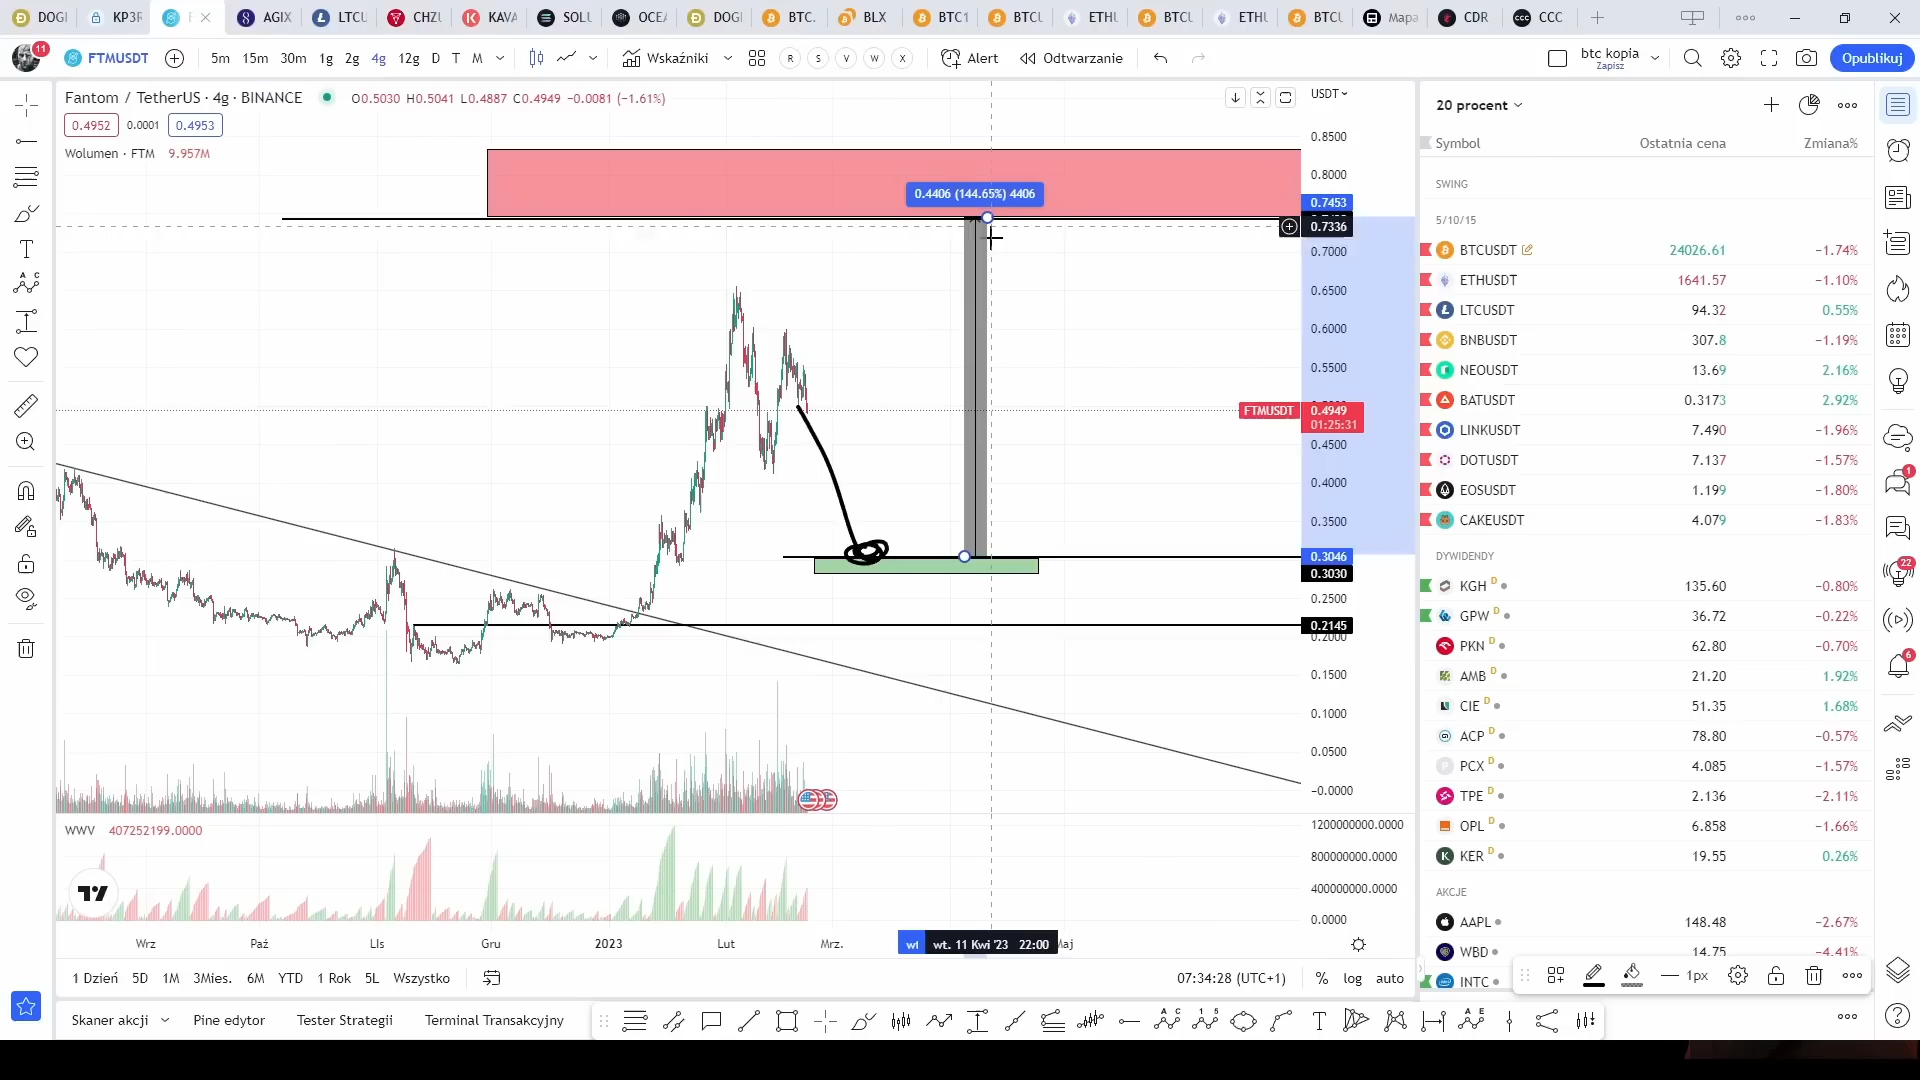 DOGI KP3R F AGIX LTCU CHZU KAVA SOLU OCEA DOGI BTC. BLX BTC1 BTCU ETHU BTCU ETHU BTCU Mapa CDR CCC
11 FTMUSDT 5m 15m 30m 1g 2g 4g 12g D T M Wskaźniki R S V W X Alert Odtwarzanie btc kopia Zapisz Opublikuj
Fantom / TetherUS · 4g · BINANCE O0.5030 H0.5041 L0.4887 C0.4949 −0.0081 (−1.61%)
0.4952 0.0001 0.4953
Wolumen · FTM 9.957M
0.4406 (144.65%) 4406
USDT
0.8500
0.8000
0.7453
0.7336
0.7000
0.6500
0.6000
0.5500
FTMUSDT 0.4949
01:25:31
0.4500
0.4000
0.3500
0.3046
0.3030
0.2500
0.2145
0.2000
0.1500
0.1000
0.0500
−0.0000
WWV 407252199.0000
1200000000.0000
800000000.0000
400000000.0000
0.0000
Wrz Paź Lis Gru 2023 Lut Mrz. wt. 11 Kwi '23 22:00 Maj
1 Dzień 5D 1M 3Mies. 6M YTD 1 Rok 5L Wszystko 07:34:28 (UTC+1) % log auto
Skaner akcji Pine edytor Tester Strategii Terminal Transakcyjny
20 procent
Symbol Ostatnia cena Zmiana%
SWING
5/10/15
BTCUSDT 24026.61 −1.74%
ETHUSDT 1641.57 −1.10%
LTCUSDT 94.32 0.55%
BNBUSDT 307.8 −1.19%
NEOUSDT 13.69 2.16%
BATUSDT 0.3173 2.92%
LINKUSDT 7.490 −1.96%
DOTUSDT 7.137 −1.57%
EOSUSDT 1.199 −1.80%
CAKEUSDT 4.079 −1.83%
DYWIDENDY
KGH D 135.60 −0.80%
GPW D 36.72 −0.22%
PKN D 62.80 −0.70%
AMB D 21.20 1.92%
CIE D 51.35 1.68%
ACP D 78.80 −0.57%
PCX D 4.085 −1.57%
TPE D 2.136 −2.11%
OPL D 6.858 −1.66%
KER D 19.55 0.26%
AKCJE
AAPL 148.48 −2.67%
WBD 14.75 −4.41%
INTC
1px
1
22
6